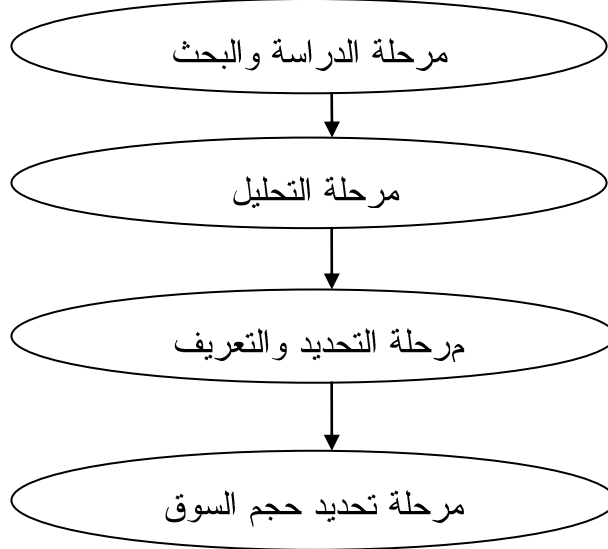 مرحلة الدراسة والبحث
مرحلة التحليل
مرحلة التحديد والتعريف
مرحلة تحديد حجم السوق